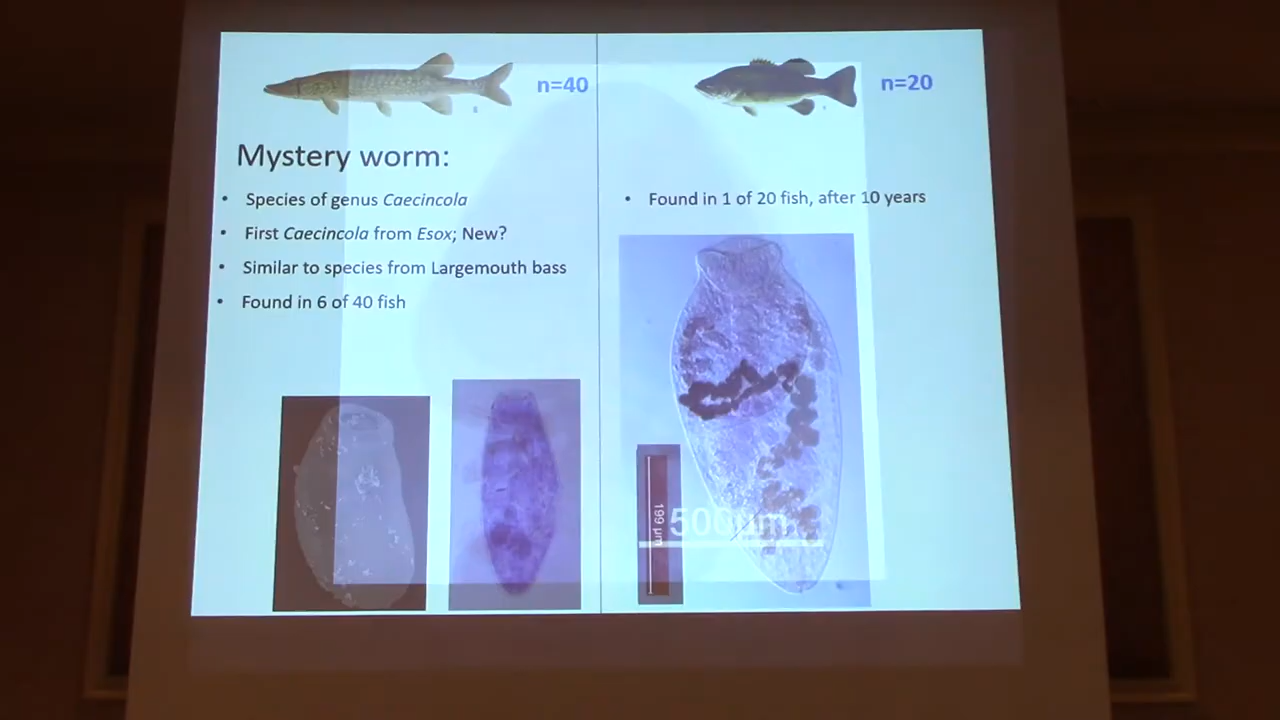 n=40
Mystery worm:
• Species of genus Caecincola
• First Caecincola from Esox; New?
• Similar to species from Largemouth bass
• Found in 6 of 40 fish
n=20
• Found in 1 of 20 fish, after 10 years
199 µm
500µm